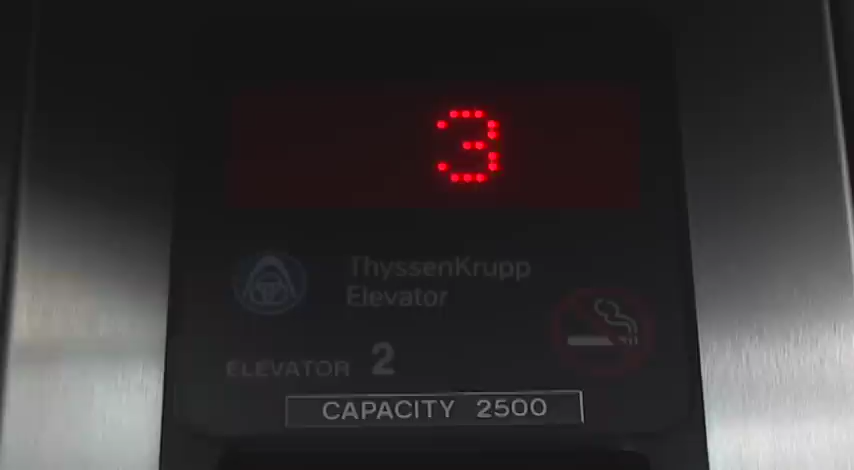 3
ThyssenKrupp
Elevator
ELEVATOR 2
CAPACITY 2500